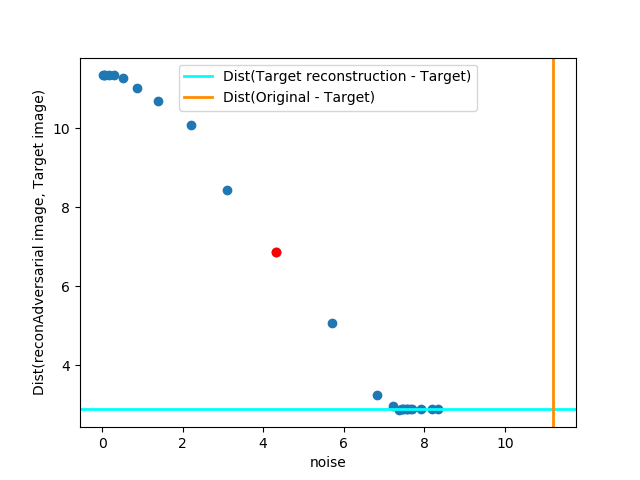 Dist(Target reconstruction - Target)
Dist(Original - Target)
Dist(reconAdversarial image, Target image)
10
8
6
4
0 2 4 6 8 10
noise